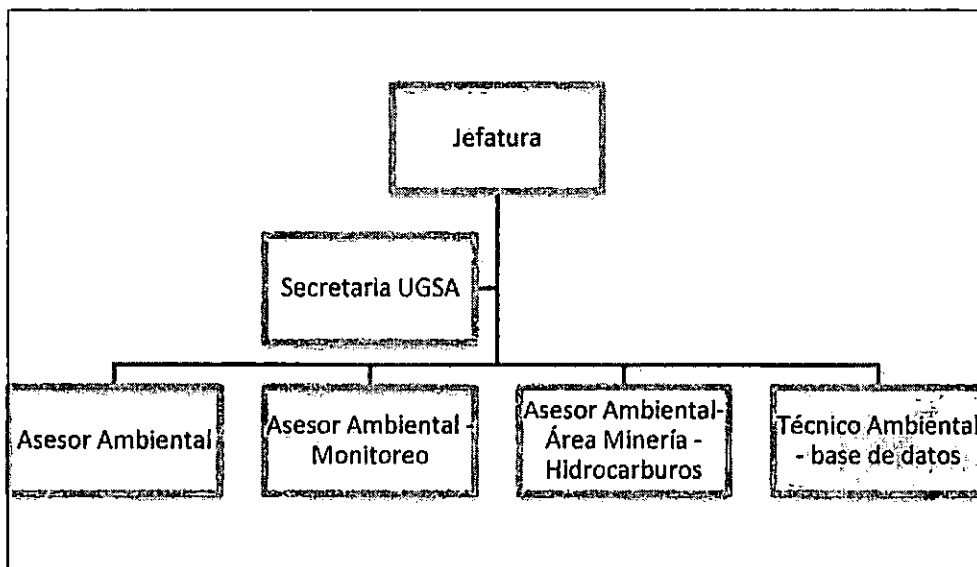 Jefatura
Secretaria UGSA
Asesor Ambiental
Asesor Ambiental -
Monitoreo
Asesor Ambiental-
Área Minería -
Hidrocarburos
Técnico Ambiental
- base de datos